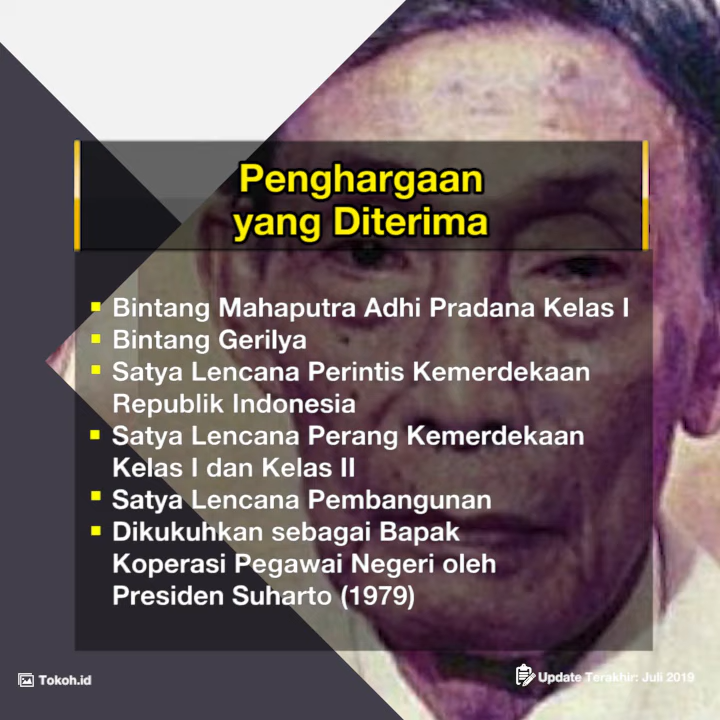 Penghargaan
yang Diterima
Bintang Mahaputra Adhi Pradana Kelas I
Bintang Gerilya
Satya Lencana Perintis Kemerdekaan
Republik Indonesia
Satya Lencana Perang Kemerdekaan
Kelas I dan Kelas II
Satya Lencana Pembangunan
Dikukuhkan sebagai Bapak
Koperasi Pegawai Negeri oleh
Presiden Suharto (1979)
Tokoh.id
Update Terakhir: Juli 2019